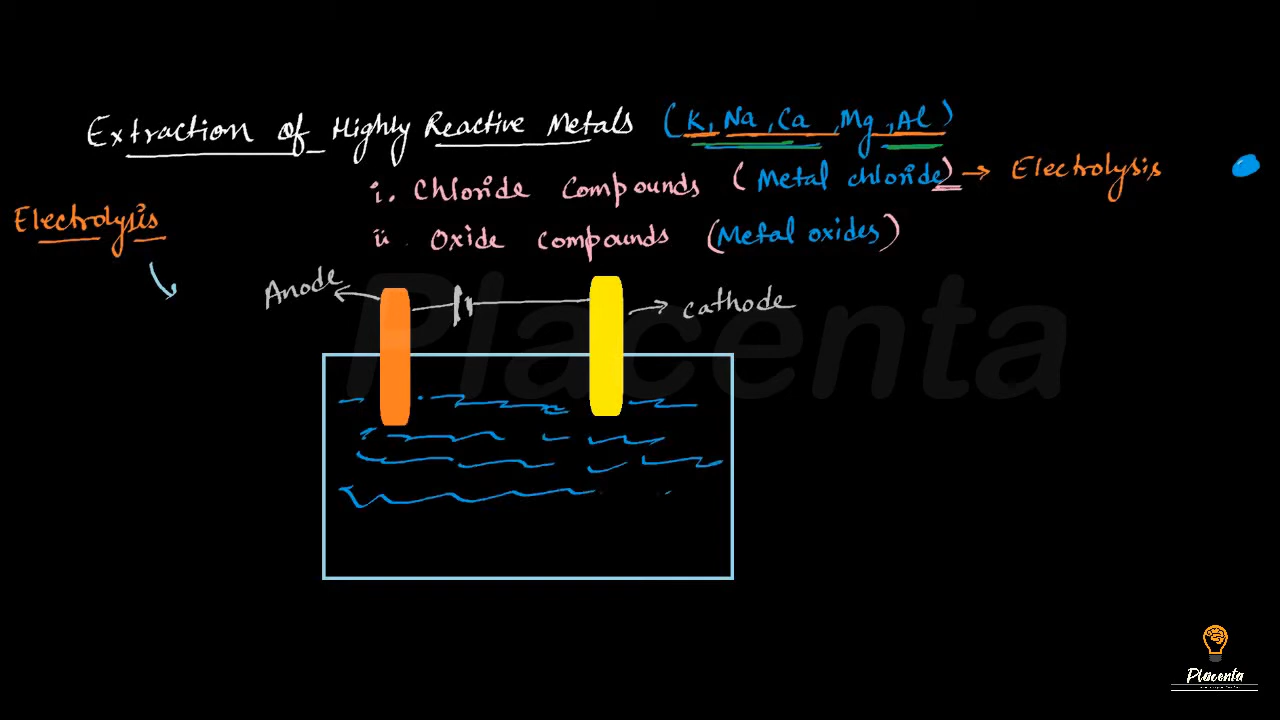 Extraction of Highly Reactive Metals (K, Na, Ca, Mg, Al)
i. Chloride Compounds (Metal chloride) → Electrolysis
Electrolysis
ii. Oxide compounds (Metal oxides)
Anode
cathode
Placenta
Placenta